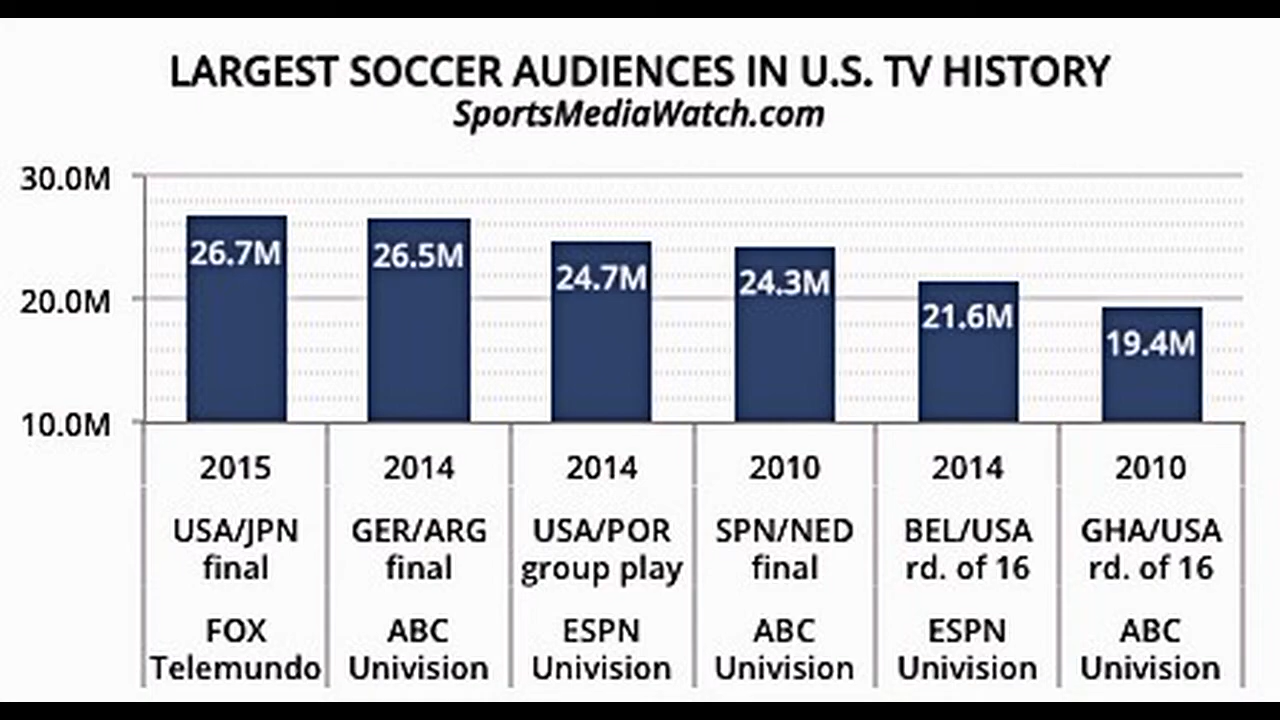 LARGEST SOCCER AUDIENCES IN U.S. TV HISTORY
SportsMediaWatch.com
30.0M
20.0M
10.0M
26.7M
26.5M
24.7M
24.3M
21.6M
19.4M
2015 2014 2014 2010 2014 2010
USA/JPN GER/ARG USA/POR SPN/NED BEL/USA GHA/USA
final final group play final rd. of 16 rd. of 16
FOX ABC ESPN ABC ESPN ABC
Telemundo Univision Univision Univision Univision Univision